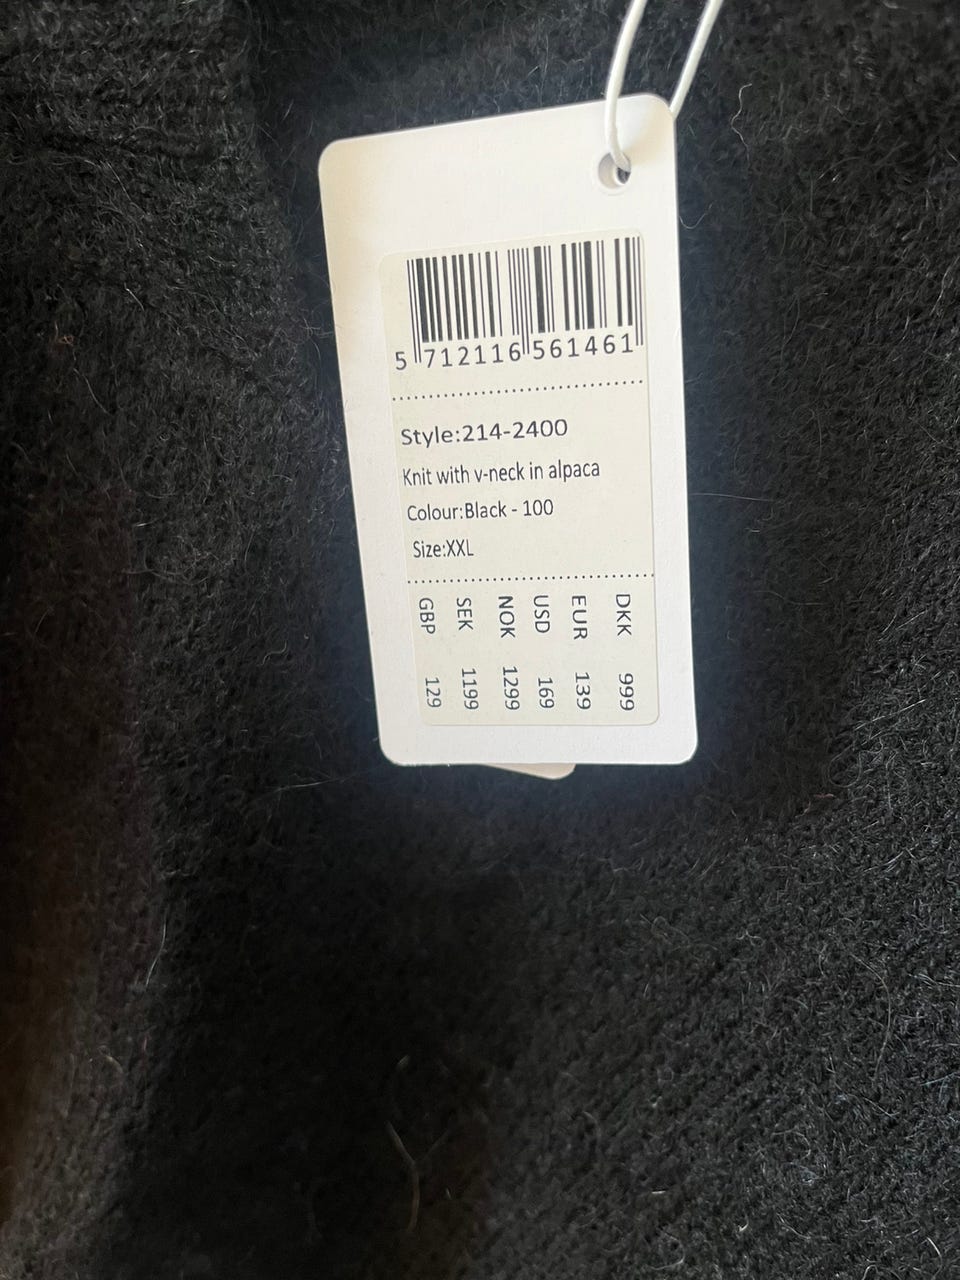 5 712116 561461
Style:214-2400
Knit with v-neck in alpaca
Colour:Black - 100
Size:XXL
DKK 999
EUR 139
USD 169
NOK 1299
SEK 1199
GBP 129